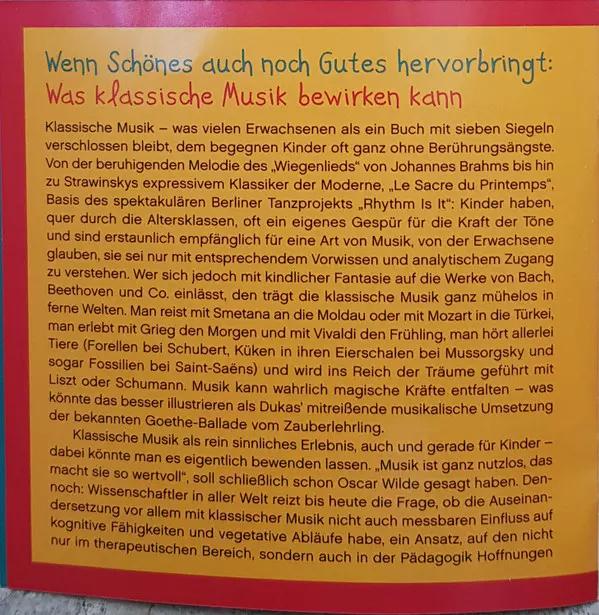 Wenn Schönes auch noch Gutes hervorbringt:
Was klassische Musik bewirken kann
Klassische Musik – was vielen Erwachsenen als ein Buch mit sieben Siegeln
verschlossen bleibt, dem begegnen Kinder oft ganz ohne Berührungsängste.
Von der beruhigenden Melodie des „Wiegenlieds“ von Johannes Brahms bis hin
zu Strawinskys expressivem Klassiker der Moderne, „Le Sacre du Printemps“,
Basis des spektakulären Berliner Tanzprojekts „Rhythm Is It“: Kinder haben,
quer durch die Altersklassen, oft ein eigenes Gespür für die Kraft der Töne
und sind erstaunlich empfänglich für eine Art von Musik, von der Erwachsene
glauben, sie sei nur mit entsprechendem Vorwissen und analytischem Zugang
zu verstehen. Wer sich jedoch mit kindlicher Fantasie auf die Werke von Bach,
Beethoven und Co. einlässt, den trägt die klassische Musik ganz mühelos in
ferne Welten. Man reist mit Smetana an die Moldau oder mit Mozart in die Türkei,
man erlebt mit Grieg den Morgen und mit Vivaldi den Frühling, man hört allerlei
Tiere (Forellen bei Schubert, Küken in ihren Eierschalen bei Mussorgsky und
sogar Fossilien bei Saint-Saëns) und wird ins Reich der Träume geführt mit
Liszt oder Schumann. Musik kann wahrlich magische Kräfte entfalten – was
könnte das besser illustrieren als Dukas' mitreißende musikalische Umsetzung
der bekannten Goethe-Ballade vom Zauberlehrling.
Klassische Musik als rein sinnliches Erlebnis, auch und gerade für Kinder –
dabei könnte man es eigentlich bewenden lassen. „Musik ist ganz nutzlos, das
macht sie so wertvoll“, soll schließlich schon Oscar Wilde gesagt haben. Den-
noch: Wissenschaftler in aller Welt reizt bis heute die Frage, ob die Auseinan-
dersetzung vor allem mit klassischer Musik nicht auch messbaren Einfluss auf
kognitive Fähigkeiten und vegetative Abläufe habe, ein Ansatz, auf den nicht
nur im therapeutischen Bereich, sondern auch in der Pädagogik Hoffnungen